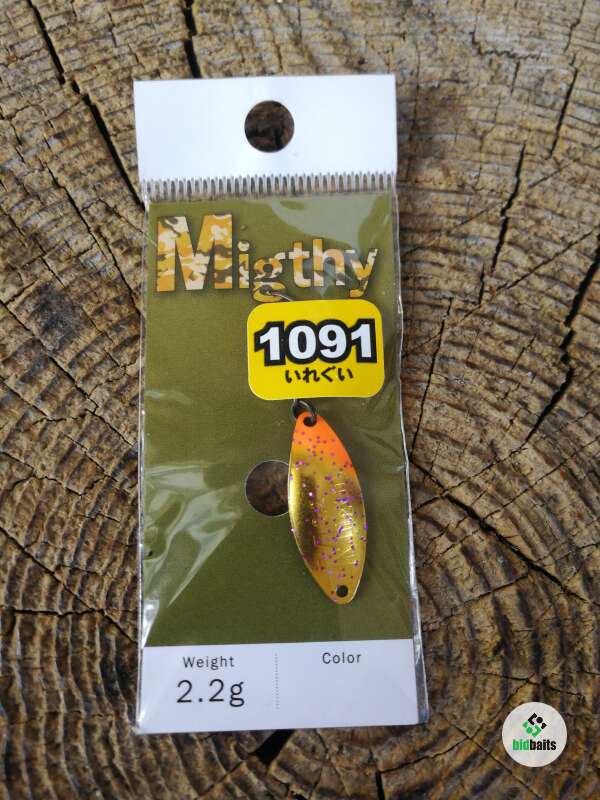 Migthy
1091
いれぐい
Weight
Color
2.2g
bidbaits